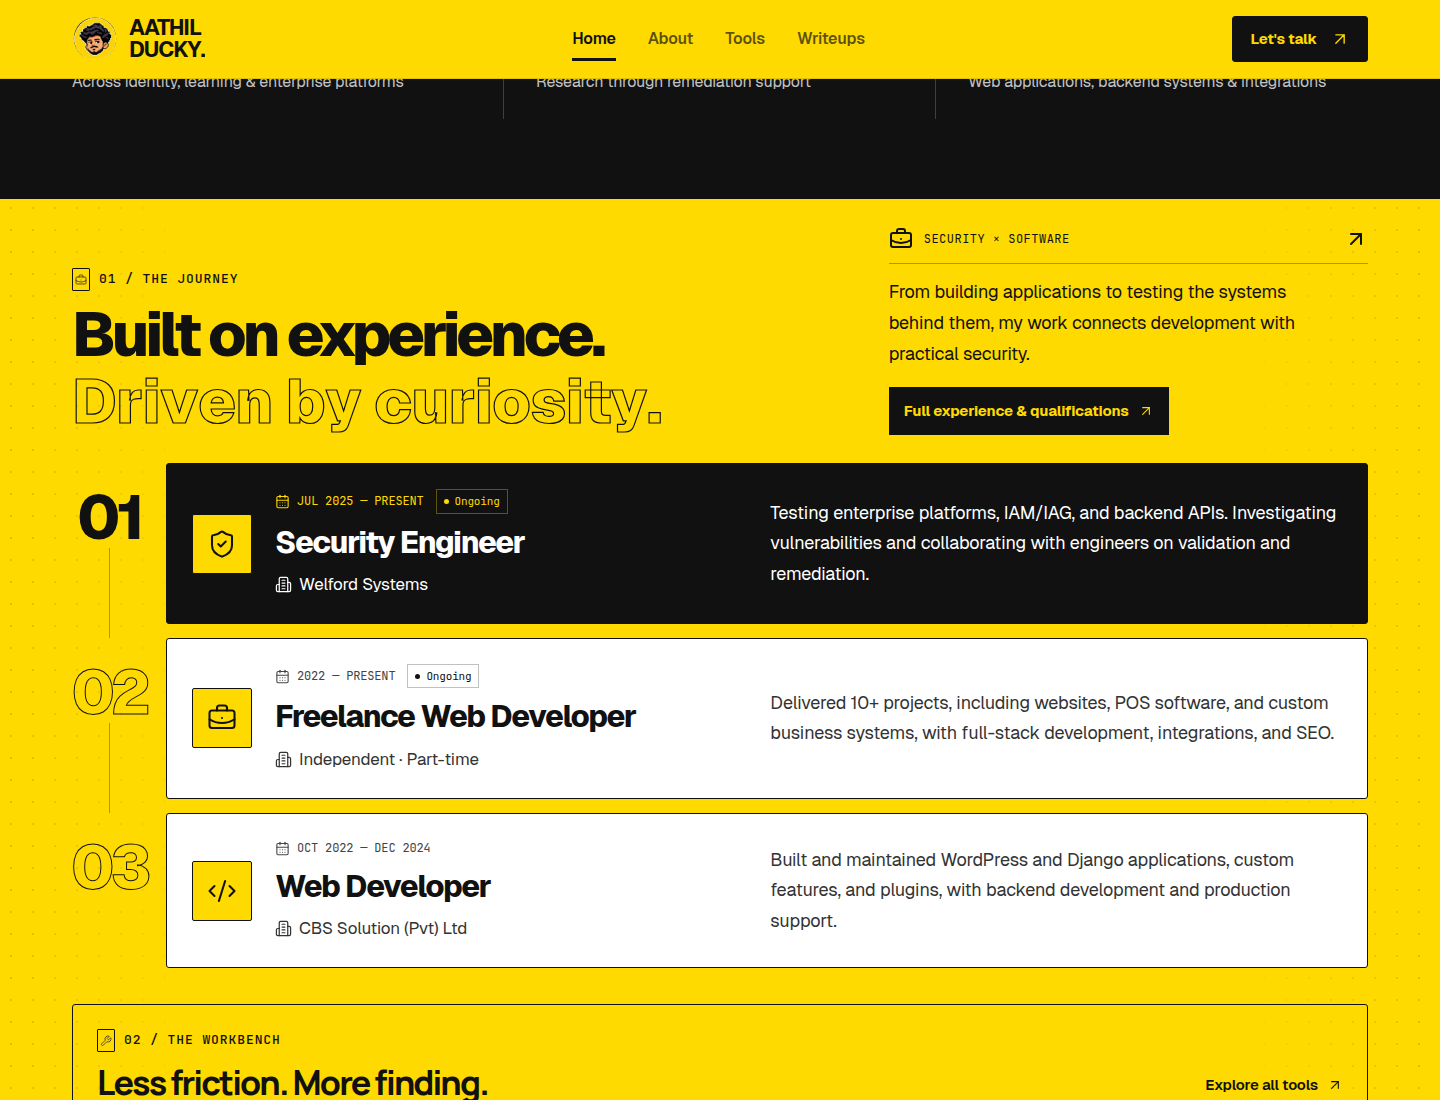 AATHIL
DUCKY.
Home
About
Tools
Writeups
Let's talk
Across identity, learning & enterprise platforms
Research through remediation support
Web applications, backend systems & integrations
SECURITY × SOFTWARE
01 / THE JOURNEY
Built on experience.
Driven by curiosity.
From building applications to testing the systems
behind them, my work connects development with
practical security.
Full experience & qualifications
01
JUL 2025 — PRESENT
Ongoing
Security Engineer
Welford Systems
Testing enterprise platforms, IAM/IAG, and backend APIs. Investigating
vulnerabilities and collaborating with engineers on validation and
remediation.
02
2022 — PRESENT
Ongoing
Freelance Web Developer
Independent · Part-time
Delivered 10+ projects, including websites, POS software, and custom
business systems, with full-stack development, integrations, and SEO.
03
OCT 2022 — DEC 2024
Web Developer
CBS Solution (Pvt) Ltd
Built and maintained WordPress and Django applications, custom
features, and plugins, with backend development and production
support.
02 / THE WORKBENCH
Less friction. More finding.
Explore all tools